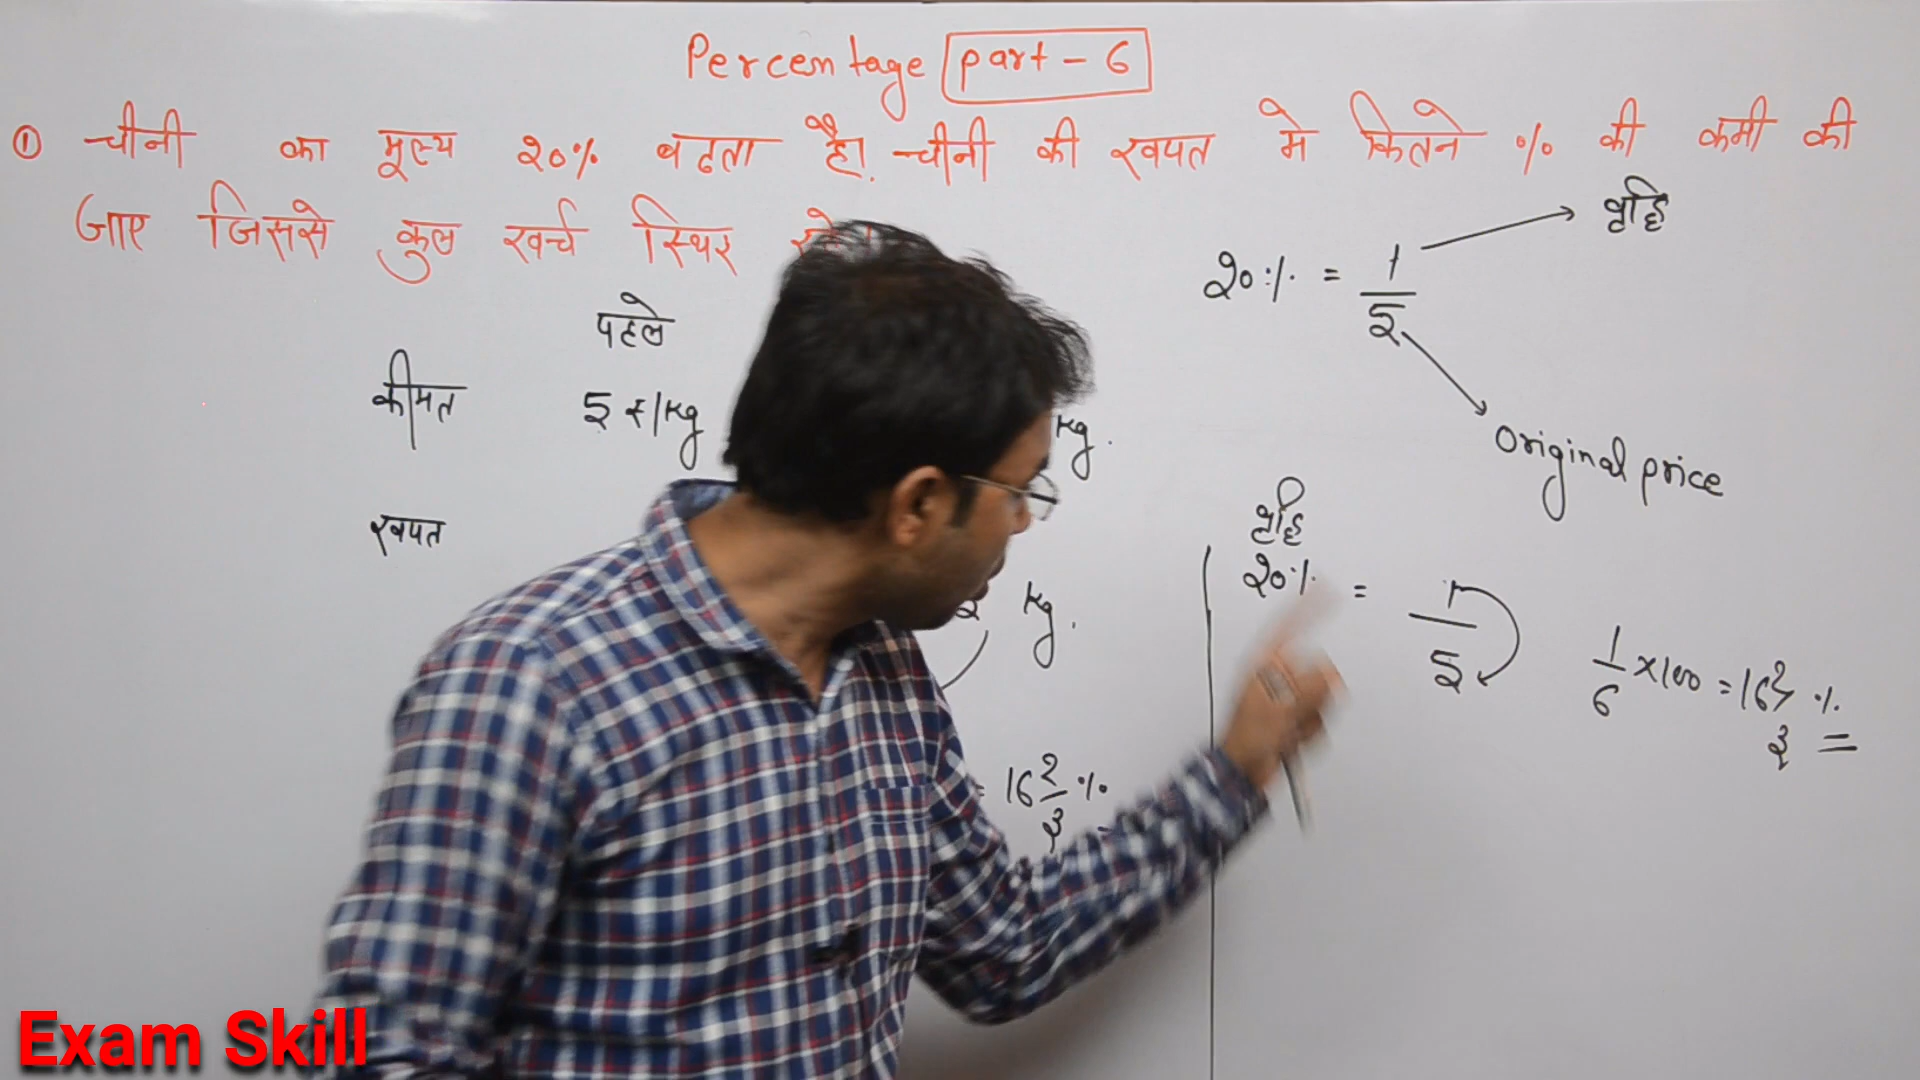 Percentage part - 6
① चीनी का मूल्य 20% बढता है। चीनी की खपत मे कितने % की कमी की
जाए जिससे कुल खर्च स्थिर
20% = 1/5
वृद्धि
Original price
पहले
कीमत 5 ₹/kg kg.
खपत
kg.
= 16 2/3 %
वृद्धि
20% = 1/5
1/6 × 100 = 16 2/3 %
Exam Skill